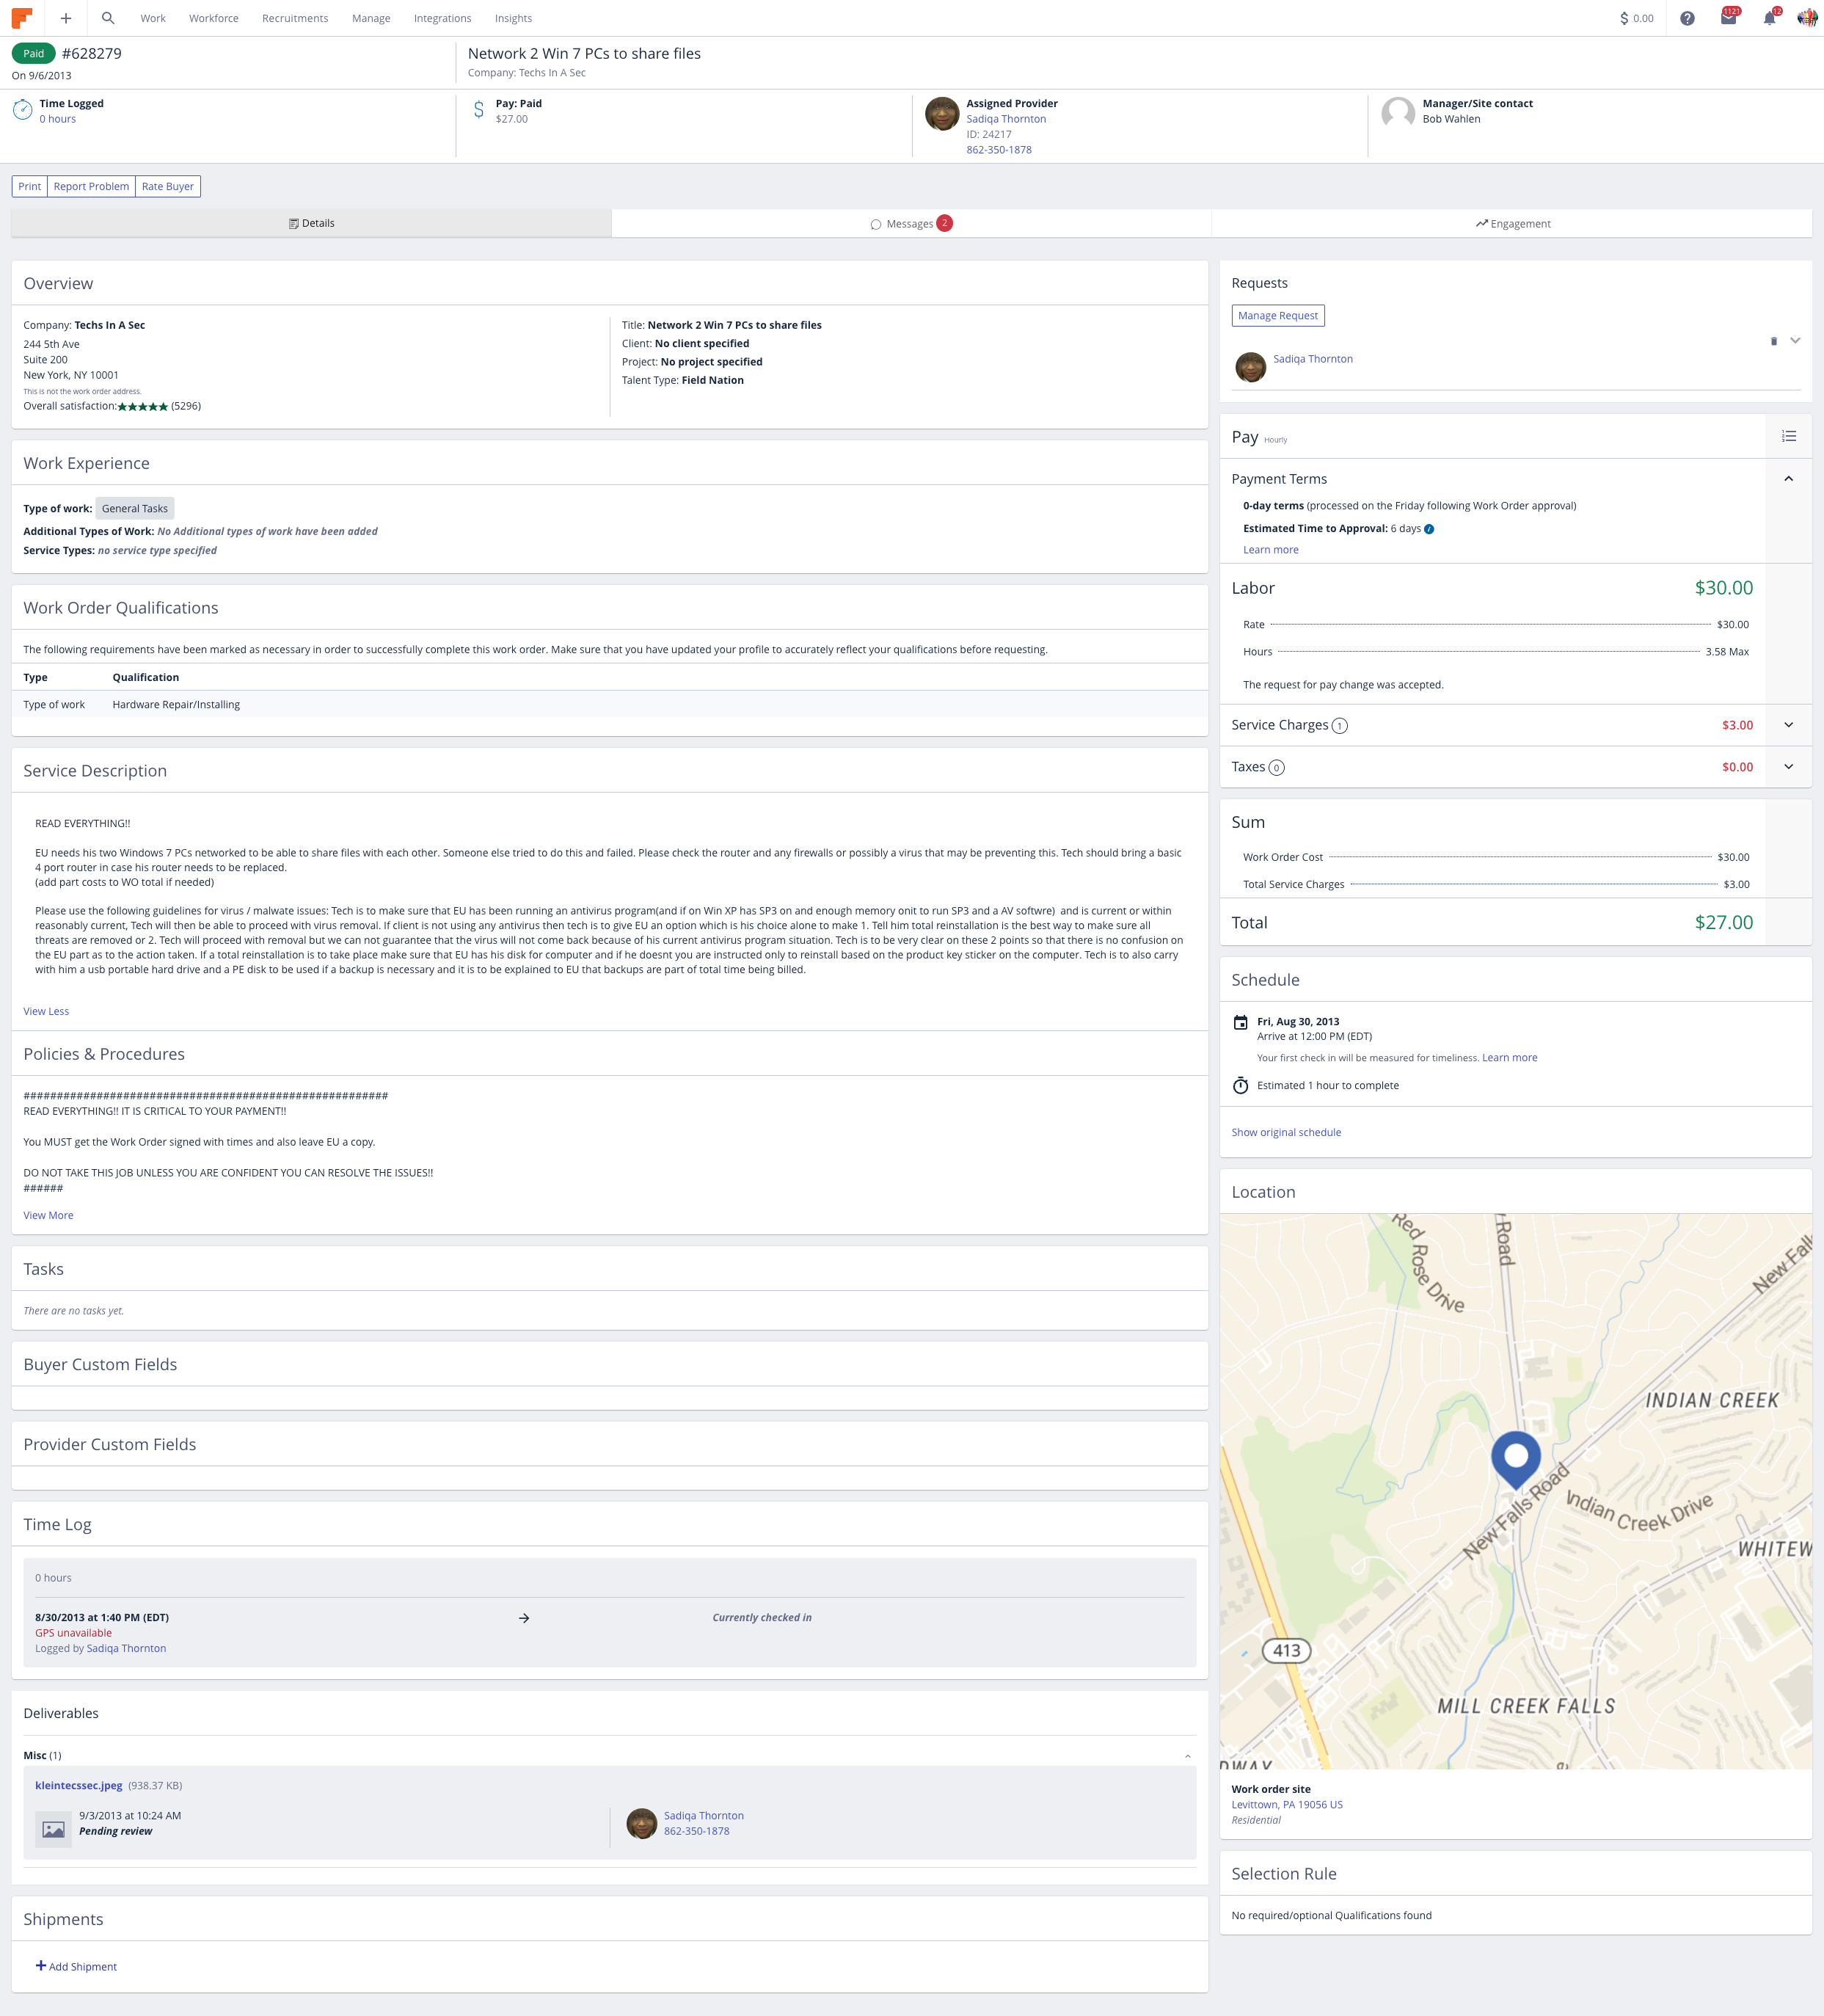 Work Workforce Recruitments Manage Integrations Insights
$ 0.00 1121 12
Paid #628279
On 9/6/2013
Network 2 Win 7 PCs to share files
Company: Techs In A Sec
Time Logged
0 hours
Pay: Paid
$27.00
Assigned Provider
Sadiqa Thornton
ID: 24217
862-350-1878
Manager/Site contact
Bob Wahlen
Print Report Problem Rate Buyer
Details
Messages 2
Engagement
Overview
Company: Techs In A Sec
244 5th Ave
Suite 200
New York, NY 10001
This is not the work order address.
Overall satisfaction:★★★★★ (5296)
Title: Network 2 Win 7 PCs to share files
Client: No client specified
Project: No project specified
Talent Type: Field Nation
Work Experience
Type of work: General Tasks
Additional Types of Work: No Additional types of work have been added
Service Types: no service type specified
Work Order Qualifications
The following requirements have been marked as necessary in order to successfully complete this work order. Make sure that you have updated your profile to accurately reflect your qualifications before requesting.
Type Qualification
Type of work Hardware Repair/Installing
Service Description
READ EVERYTHING!!
EU needs his two Windows 7 PCs networked to be able to share files with each other. Someone else tried to do this and failed. Please check the router and any firewalls or possibly a virus that may be preventing this. Tech should bring a basic
4 port router in case his router needs to be replaced.
(add part costs to WO total if needed)
Please use the following guidelines for virus / malwate issues: Tech is to make sure that EU has been running an antivirus program(and if on Win XP has SP3 on and enough memory onit to run SP3 and a AV softwre) and is current or within
reasonably current, Tech will then be able to proceed with virus removal. If client is not using any antivirus then tech is to give EU an option which is his choice alone to make 1. Tell him total reinstallation is the best way to make sure all
threats are removed or 2. Tech will proceed with removal but we can not guarantee that the virus will not come back because of his current antivirus program situation. Tech is to be very clear on these 2 points so that there is no confusion on
the EU part as to the action taken. If a total reinstallation is to take place make sure that EU has his disk for computer and if he doesnt you are instructed only to reinstall based on the product key sticker on the computer. Tech is to also carry
with him a usb portable hard drive and a PE disk to be used if a backup is necessary and it is to be explained to EU that backups are part of total time being billed.
View Less
Policies & Procedures
#######################################################
READ EVERYTHING!! IT IS CRITICAL TO YOUR PAYMENT!!
You MUST get the Work Order signed with times and also leave EU a copy.
DO NOT TAKE THIS JOB UNLESS YOU ARE CONFIDENT YOU CAN RESOLVE THE ISSUES!!
######
View More
Tasks
There are no tasks yet.
Buyer Custom Fields
Provider Custom Fields
Time Log
0 hours
8/30/2013 at 1:40 PM (EDT) → Currently checked in
GPS unavailable
Logged by Sadiqa Thornton
Deliverables
Misc (1)
kleintecssec.jpeg (938.37 KB)
9/3/2013 at 10:24 AM
Pending review
Sadiqa Thornton
862-350-1878
Shipments
+ Add Shipment
Requests
Manage Request
Sadiqa Thornton
Pay Hourly
Payment Terms
0-day terms (processed on the Friday following Work Order approval)
Estimated Time to Approval: 6 days
Learn more
Labor $30.00
Rate $30.00
Hours 3.58 Max
The request for pay change was accepted.
Service Charges 1 $3.00
Taxes 0 $0.00
Sum
Work Order Cost $30.00
Total Service Charges $3.00
Total $27.00
Schedule
Fri, Aug 30, 2013
Arrive at 12:00 PM (EDT)
Your first check in will be measured for timeliness. Learn more
Estimated 1 hour to complete
Show original schedule
Location
Red Rose Drive
Road
New Fall
INDIAN CREEK
New Falls Road
Indian Creek Drive
WHITEW
413
MILL CREEK FALLS
DWAY
Work order site
Levittown, PA 19056 US
Residential
Selection Rule
No required/optional Qualifications found